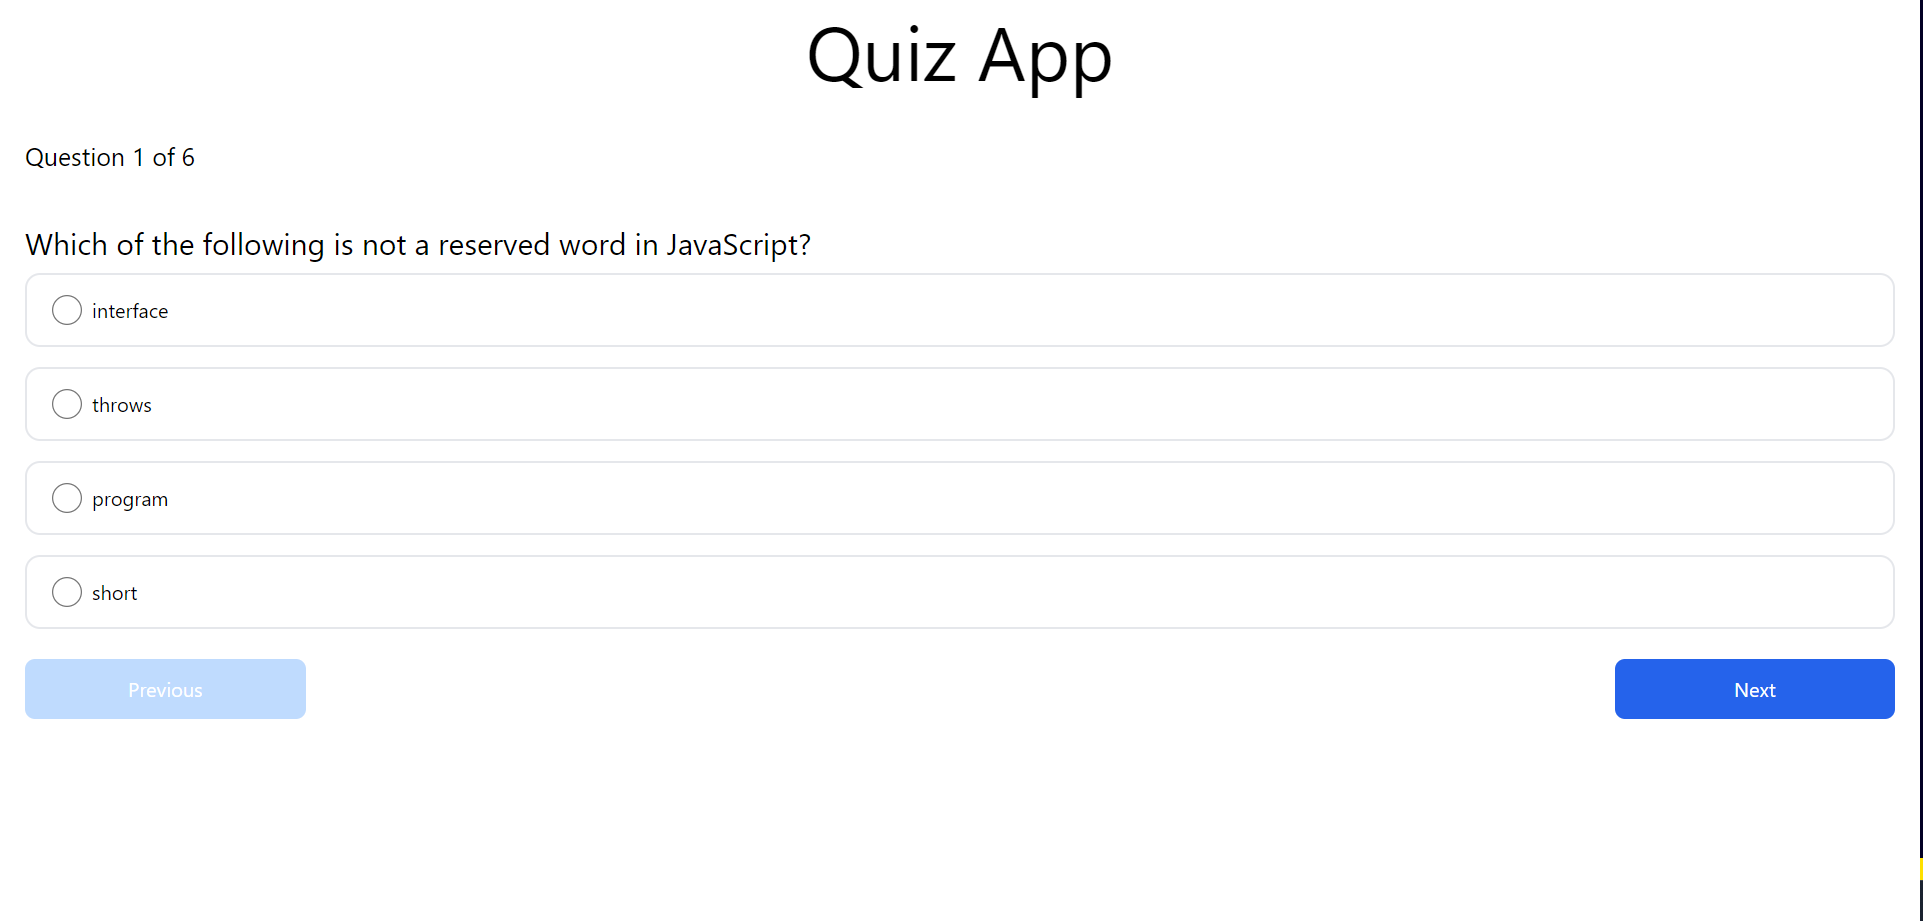 Quiz App
Question 1 of 6
Which of the following is not a reserved word in JavaScript?
interface
throws
program
short
Previous
Next